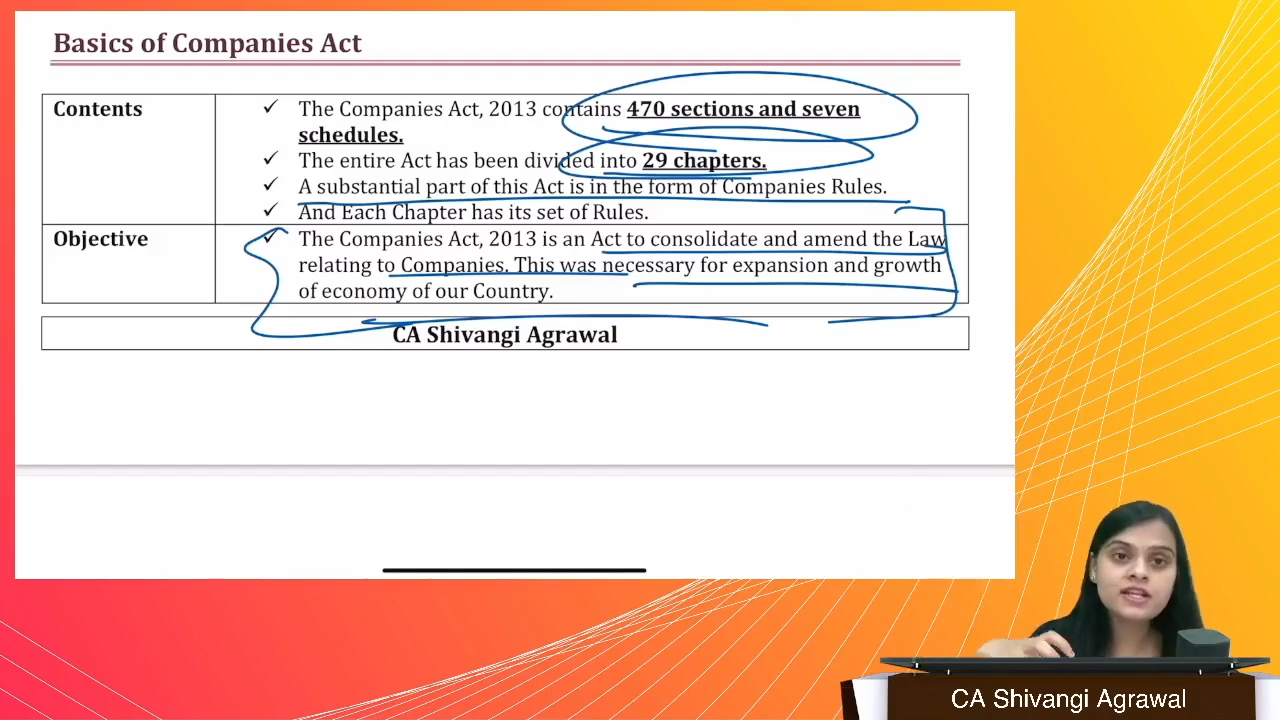 Basics of Companies Act
Contents
✓ The Companies Act, 2013 contains 470 sections and seven
schedules.
✓ The entire Act has been divided into 29 chapters.
✓ A substantial part of this Act is in the form of Companies Rules.
✓ And Each Chapter has its set of Rules.
Objective
✓ The Companies Act, 2013 is an Act to consolidate and amend the Law
relating to Companies. This was necessary for expansion and growth
of economy of our Country.
CA Shivangi Agrawal
CA Shivangi Agrawal